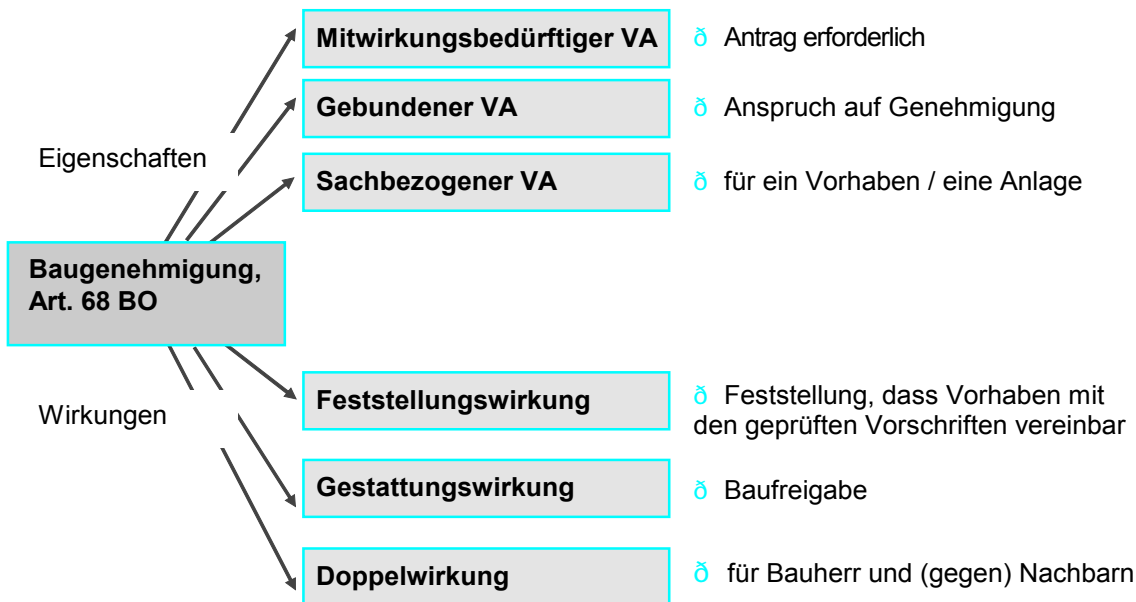 Mitwirkungsbedürftiger VA
ð Antrag erforderlich
Gebundener VA
ð Anspruch auf Genehmigung
Eigenschaften
Sachbezogener VA
ð für ein Vorhaben / eine Anlage
Baugenehmigung,
Art. 68 BO
Feststellungswirkung
ð Feststellung, dass Vorhaben mit
den geprüften Vorschriften vereinbar
Wirkungen
Gestattungswirkung
ð Baufreigabe
Doppelwirkung
ð für Bauherr und (gegen) Nachbarn